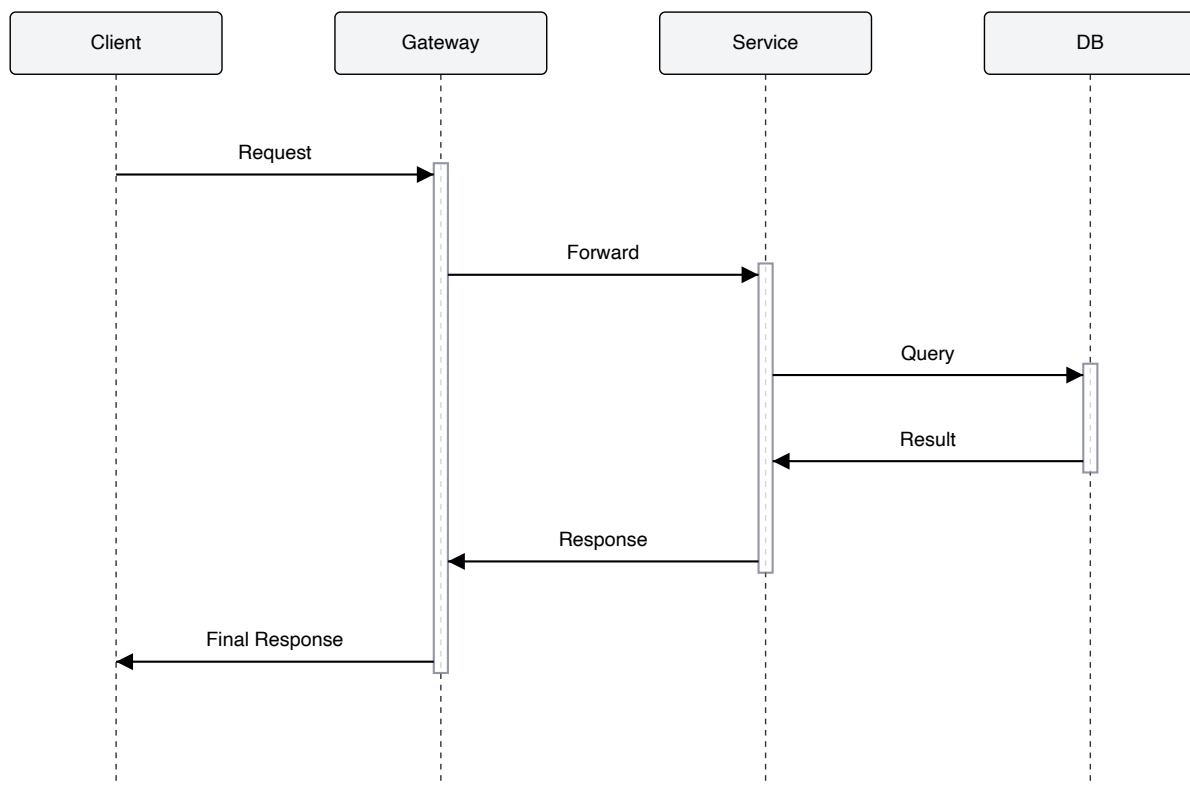 Client
Gateway
Service
DB
Request
Forward
Query
Result
Response
Final Response